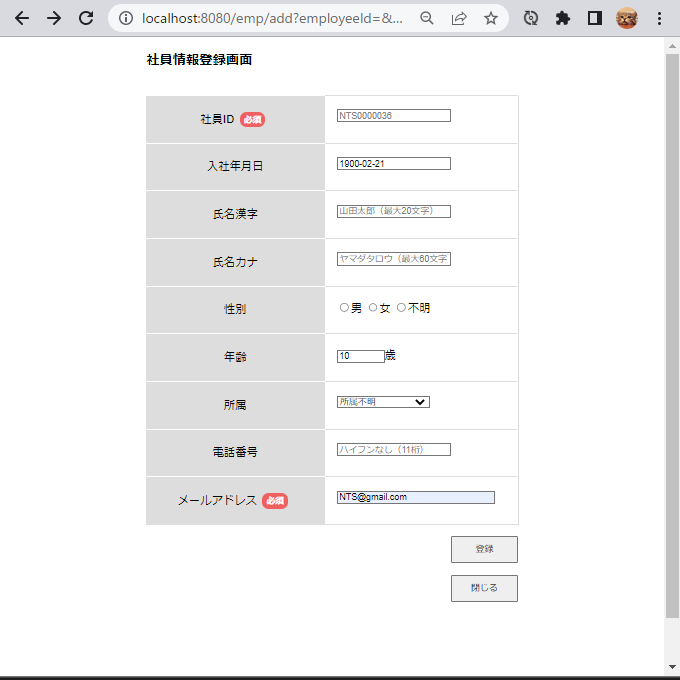 localhost:8080/emp/add?employeeId=&...
社員情報登録画面
社員ID 必須 NTS0000036
入社年月日 1900-02-21
氏名漢字 山田太郎（最大20文字）
氏名カナ ヤマダタロウ（最大60文字
性別 男 女 不明
年齢 10 歳
所属 所属不明
電話番号 ハイフンなし（11桁）
メールアドレス 必須 NTS@gmail.com
登録
閉じる